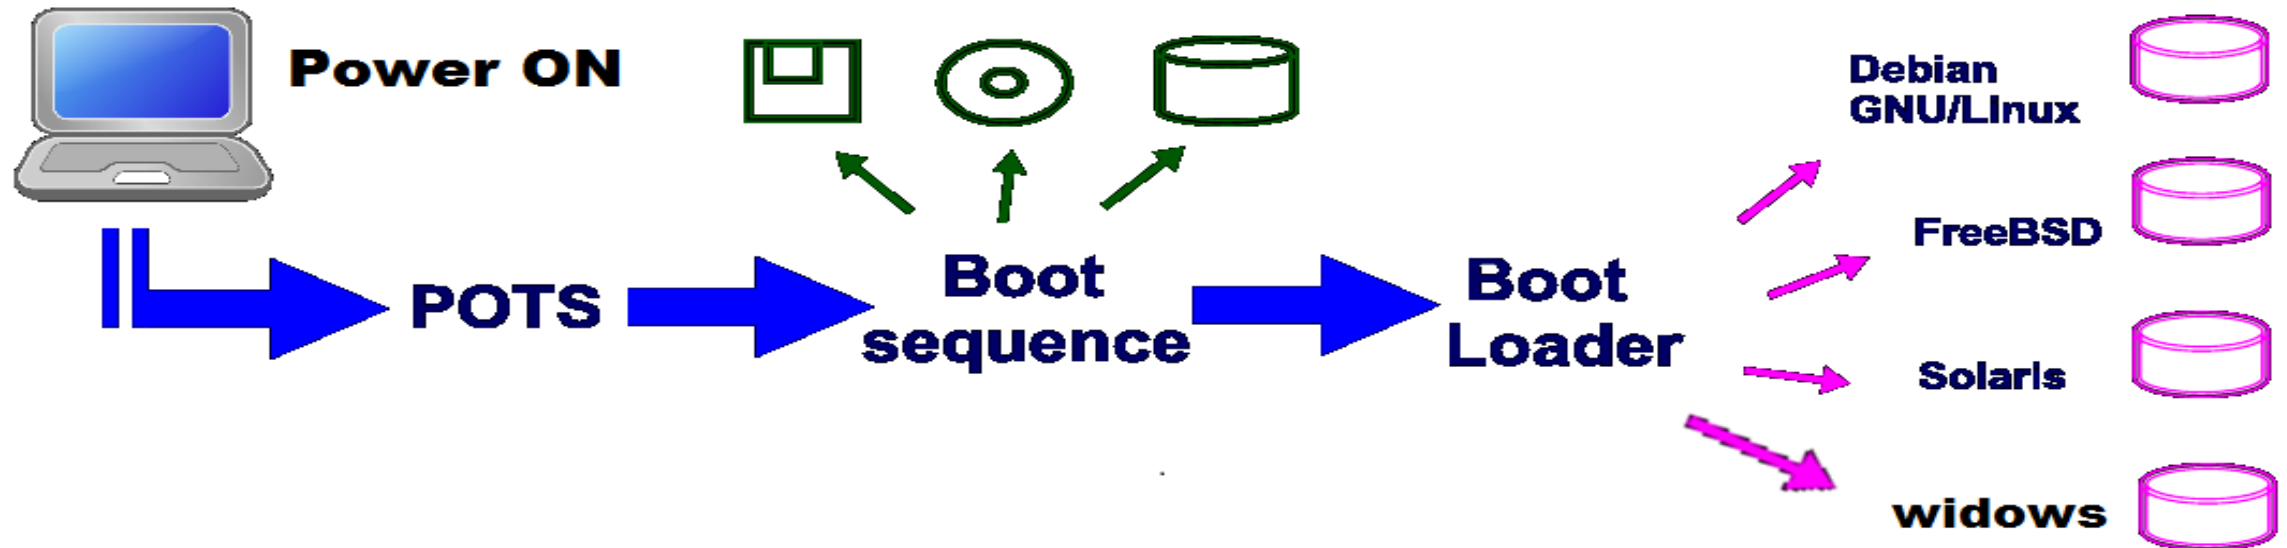 Power ON
POTS
Boot
sequence
Boot
Loader
Debian
GNU/LInux
FreeBSD
SolarIs
widows